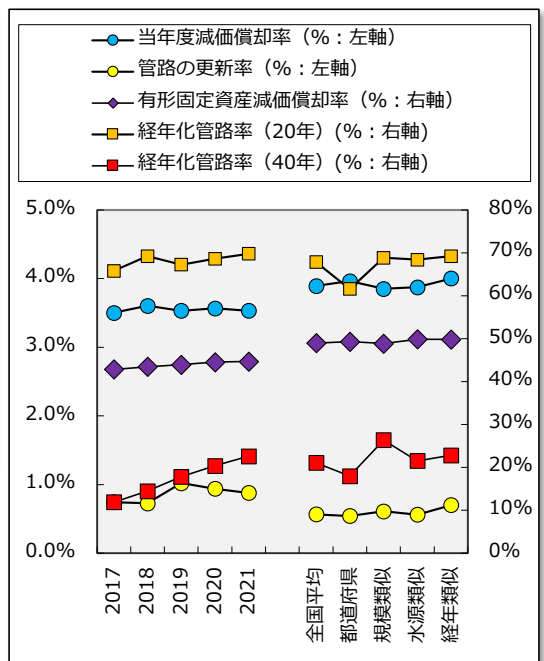 当年度減価償却率（%：左軸）
管路の更新率（%：左軸）
有形固定資産減価償却率（%：右軸）
経年化管路率（20年）(%：右軸)
経年化管路率（40年）(%：右軸)
5.0%
4.0%
3.0%
2.0%
1.0%
0.0%
80%
70%
60%
50%
40%
30%
20%
10%
0%
2017
2018
2019
2020
2021
全国平均
都道府県
規模類似
水源類似
経年類似